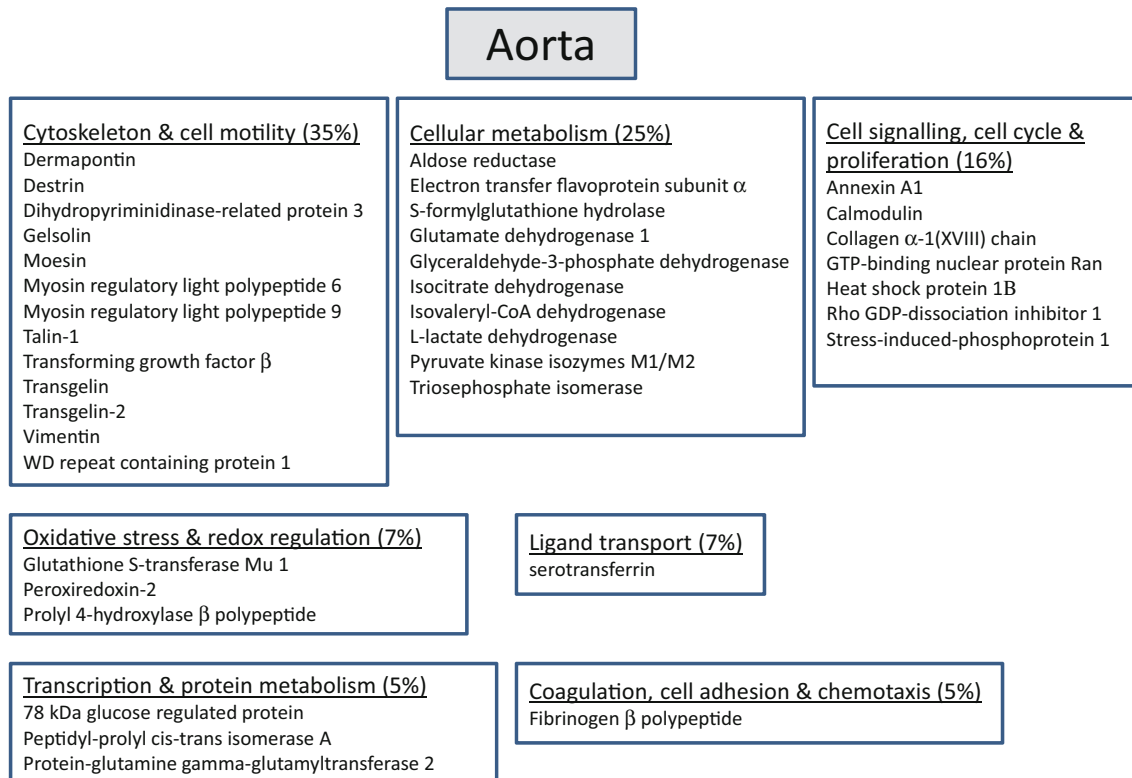 Aorta
Cytoskeleton & cell motility (35%)
Dermapontin
Destrin
Dihydropyriminidinase-related protein 3
Gelsolin
Moesin
Myosin regulatory light polypeptide 6
Myosin regulatory light polypeptide 9
Talin-1
Transforming growth factor β
Transgelin
Transgelin-2
Vimentin
WD repeat containing protein 1
Cellular metabolism (25%)
Aldose reductase
Electron transfer flavoprotein subunit α
S-formylglutathione hydrolase
Glutamate dehydrogenase 1
Glyceraldehyde-3-phosphate dehydrogenase
Isocitrate dehydrogenase
Isovaleryl-CoA dehydrogenase
L-lactate dehydrogenase
Pyruvate kinase isozymes M1/M2
Triosephosphate isomerase
Cell signalling, cell cycle &
proliferation (16%)
Annexin A1
Calmodulin
Collagen α-1(XVIII) chain
GTP-binding nuclear protein Ran
Heat shock protein 1B
Rho GDP-dissociation inhibitor 1
Stress-induced-phosphoprotein 1
Oxidative stress & redox regulation (7%)
Glutathione S-transferase Mu 1
Peroxiredoxin-2
Prolyl 4-hydroxylase β polypeptide
Ligand transport (7%)
serotransferrin
Transcription & protein metabolism (5%)
78 kDa glucose regulated protein
Peptidyl-prolyl cis-trans isomerase A
Protein-glutamine gamma-glutamyltransferase 2
Coagulation, cell adhesion & chemotaxis (5%)
Fibrinogen β polypeptide